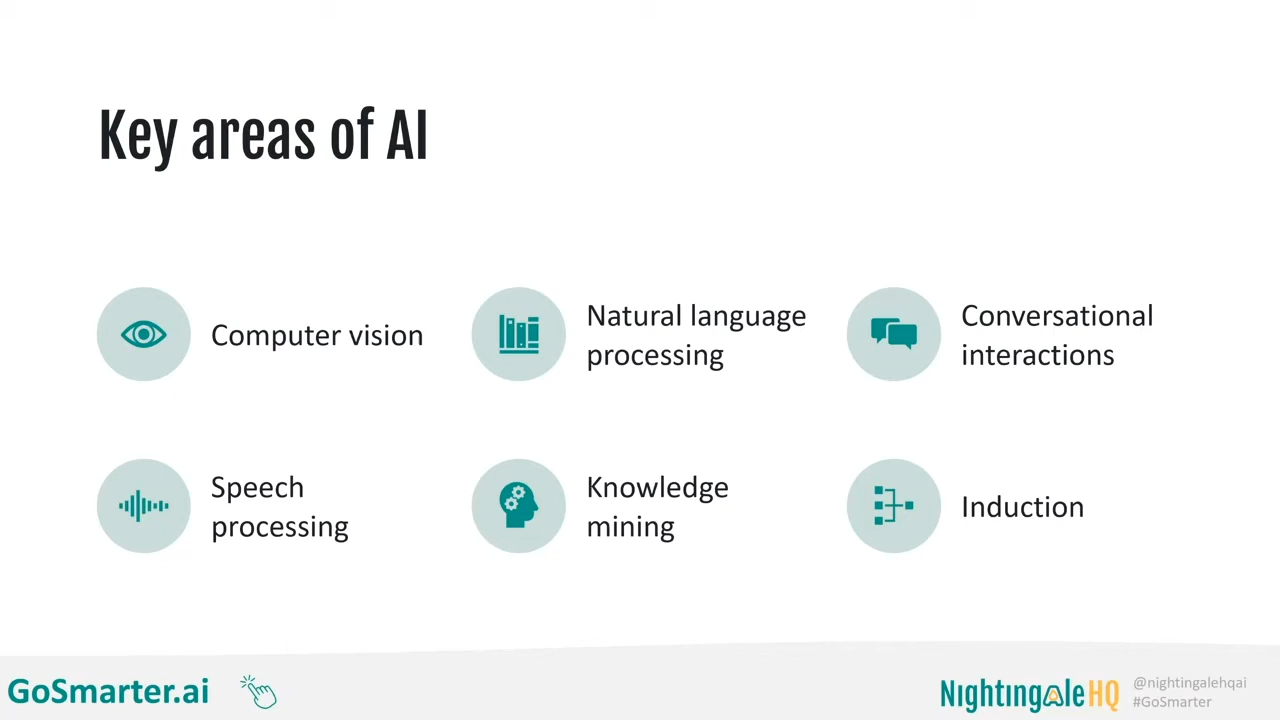 Key areas of AI
Computer vision
Natural language
processing
Conversational
interactions
Speech
processing
Knowledge
mining
Induction
GoSmarter.ai
NightingaleHQ
@nightingalehqai
#GoSmarter